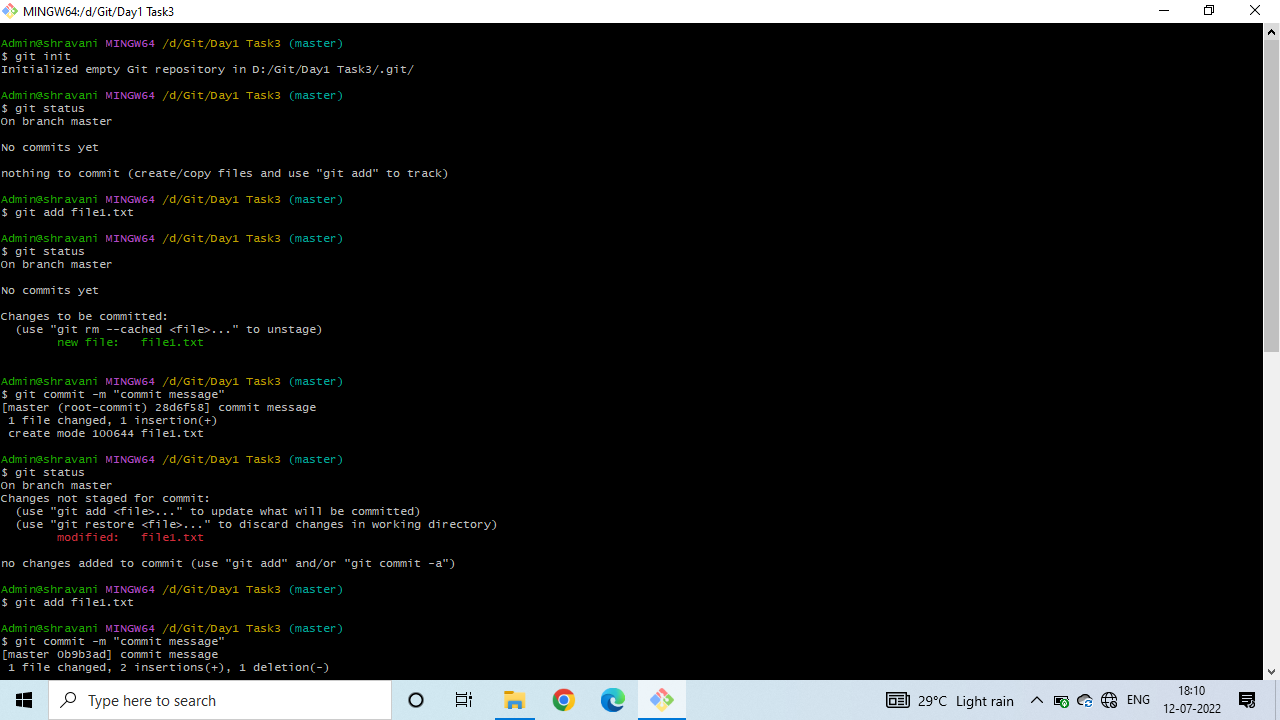 MINGW64:/d/Git/Day1 Task3
Admin@shravani MINGW64 /d/Git/Day1 Task3 (master)
$ git init
Initialized empty Git repository in D:/Git/Day1 Task3/.git/
Admin@shravani MINGW64 /d/Git/Day1 Task3 (master)
$ git status
On branch master
No commits yet
nothing to commit (create/copy files and use "git add" to track)
Admin@shravani MINGW64 /d/Git/Day1 Task3 (master)
$ git add file1.txt
Admin@shravani MINGW64 /d/Git/Day1 Task3 (master)
$ git status
On branch master
No commits yet
Changes to be committed:
  (use "git rm --cached <file>..." to unstage)
        new file:   file1.txt
Admin@shravani MINGW64 /d/Git/Day1 Task3 (master)
$ git commit -m "commit message"
[master (root-commit) 28d6f58] commit message
 1 file changed, 1 insertion(+)
 create mode 100644 file1.txt
Admin@shravani MINGW64 /d/Git/Day1 Task3 (master)
$ git status
On branch master
Changes not staged for commit:
  (use "git add <file>..." to update what will be committed)
  (use "git restore <file>..." to discard changes in working directory)
        modified:   file1.txt
no changes added to commit (use "git add" and/or "git commit -a")
Admin@shravani MINGW64 /d/Git/Day1 Task3 (master)
$ git add file1.txt
Admin@shravani MINGW64 /d/Git/Day1 Task3 (master)
$ git commit -m "commit message"
[master 0b9b3ad] commit message
 1 file changed, 2 insertions(+), 1 deletion(-)
Type here to search
29°C Light rain
ENG
18:10
12-07-2022